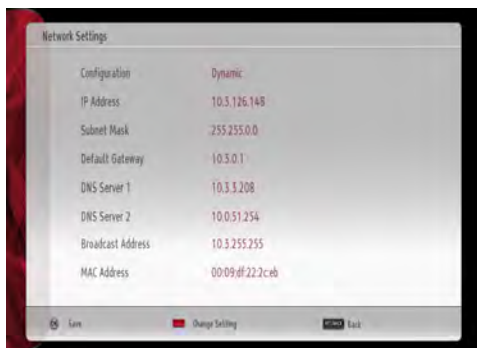 Network Settings
Configuration Dynamic
IP Address 10.3.126.148
Subnet Mask 255.255.0.0
Default Gateway 10.3.0.1
DNS Server 1 10.3.3.208
DNS Server 2 10.0.51.254
Broadcast Address 10.3.255.255
MAC Address 00:09:df:22:2c:eb
OK Save Change Setting Back